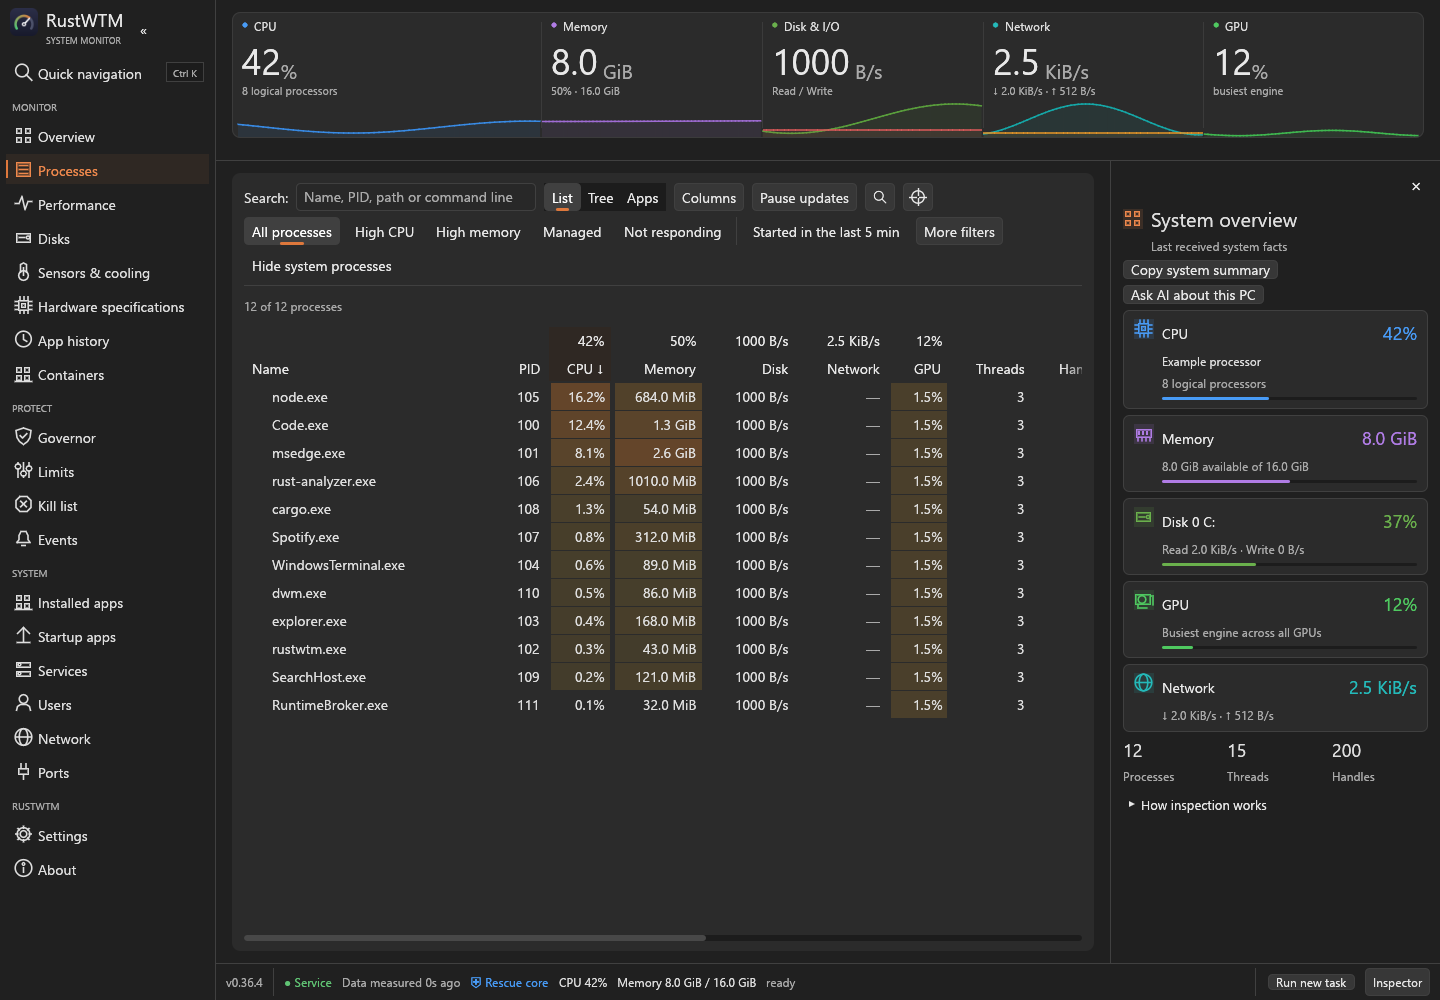 RustWTM
SYSTEM MONITOR
«
Quick navigation Ctrl K
MONITOR
Overview
Processes
Performance
Disks
Sensors & cooling
Hardware specifications
App history
Containers
PROTECT
Governor
Limits
Kill list
Events
SYSTEM
Installed apps
Startup apps
Services
Users
Network
Ports
RUSTWTM
Settings
About
CPU
42%
8 logical processors
Memory
8.0 GiB
50% · 16.0 GiB
Disk & I/O
1000 B/s
Read / Write
Network
2.5 KiB/s
↓ 2.0 KiB/s · ↑ 512 B/s
GPU
12%
busiest engine
Search: Name, PID, path or command line List Tree Apps Columns Pause updates
All processes High CPU High memory Managed Not responding Started in the last 5 min More filters
Hide system processes
12 of 12 processes
42% 50% 1000 B/s 2.5 KiB/s 12%
Name PID CPU ↓ Memory Disk Network GPU Threads Han
node.exe 105 16.2% 684.0 MiB 1000 B/s — 1.5% 3
Code.exe 100 12.4% 1.3 GiB 1000 B/s — 1.5% 3
msedge.exe 101 8.1% 2.6 GiB 1000 B/s — 1.5% 3
rust-analyzer.exe 106 2.4% 1010.0 MiB 1000 B/s — 1.5% 3
cargo.exe 108 1.3% 54.0 MiB 1000 B/s — 1.5% 3
Spotify.exe 107 0.8% 312.0 MiB 1000 B/s — 1.5% 3
WindowsTerminal.exe 104 0.6% 89.0 MiB 1000 B/s — 1.5% 3
dwm.exe 110 0.5% 86.0 MiB 1000 B/s — 1.5% 3
explorer.exe 103 0.4% 168.0 MiB 1000 B/s — 1.5% 3
rustwtm.exe 102 0.3% 43.0 MiB 1000 B/s — 1.5% 3
SearchHost.exe 109 0.2% 121.0 MiB 1000 B/s — 1.5% 3
RuntimeBroker.exe 111 0.1% 32.0 MiB 1000 B/s — 1.5% 3
×
System overview
Last received system facts
Copy system summary
Ask AI about this PC
CPU 42%
Example processor
8 logical processors
Memory 8.0 GiB
8.0 GiB available of 16.0 GiB
Disk 0 C: 37%
Read 2.0 KiB/s · Write 0 B/s
GPU 12%
Busiest engine across all GPUs
Network 2.5 KiB/s
↓ 2.0 KiB/s · ↑ 512 B/s
12 15 200
Processes Threads Handles
How inspection works
v0.36.4 Service Data measured 0s ago Rescue core CPU 42% Memory 8.0 GiB / 16.0 GiB ready Run new task Inspector